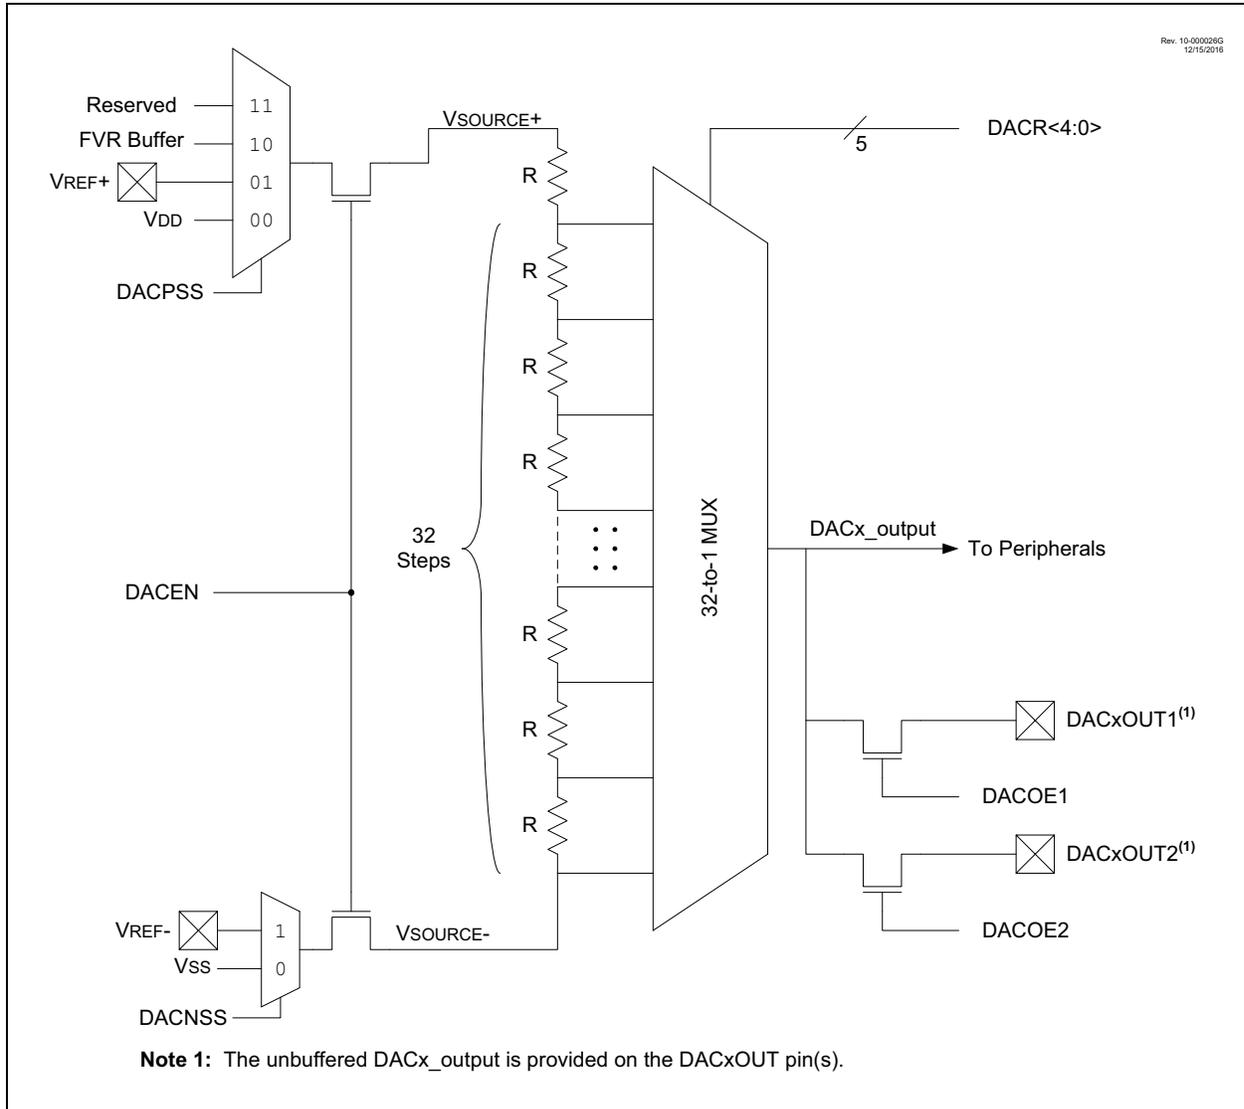 Rev. 10-000026G
12/15/2016
Reserved
11
FVR Buffer
10
VREF+
01
VDD
00
DACPSS
VSOURCE+
DACR<4:0>
5
R
R
R
R
32
Steps
32-to-1 MUX
DACx_output
To Peripherals
DACEN
R
R
R
DACxOUT1(1)
DACOE1
DACxOUT2(1)
DACOE2
VREF-
1
VSS
0
VSOURCE-
DACNSS
Note 1: The unbuffered DACx_output is provided on the DACxOUT pin(s).